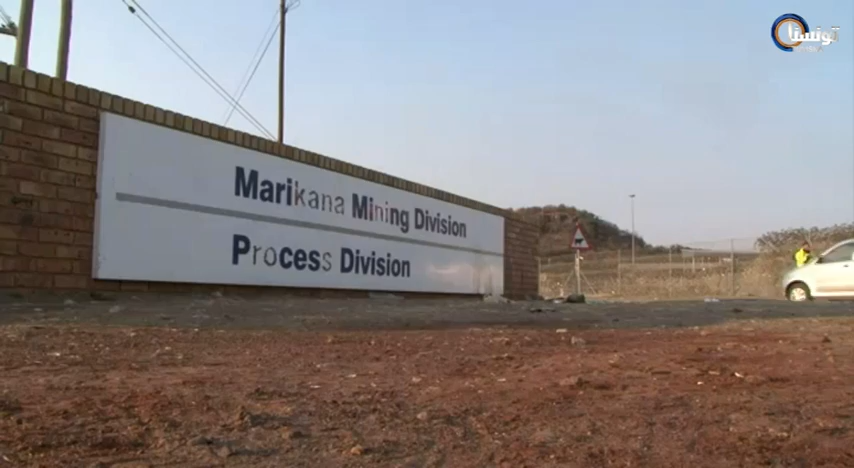 تونسنا
Marikana Mining Division
Process Division